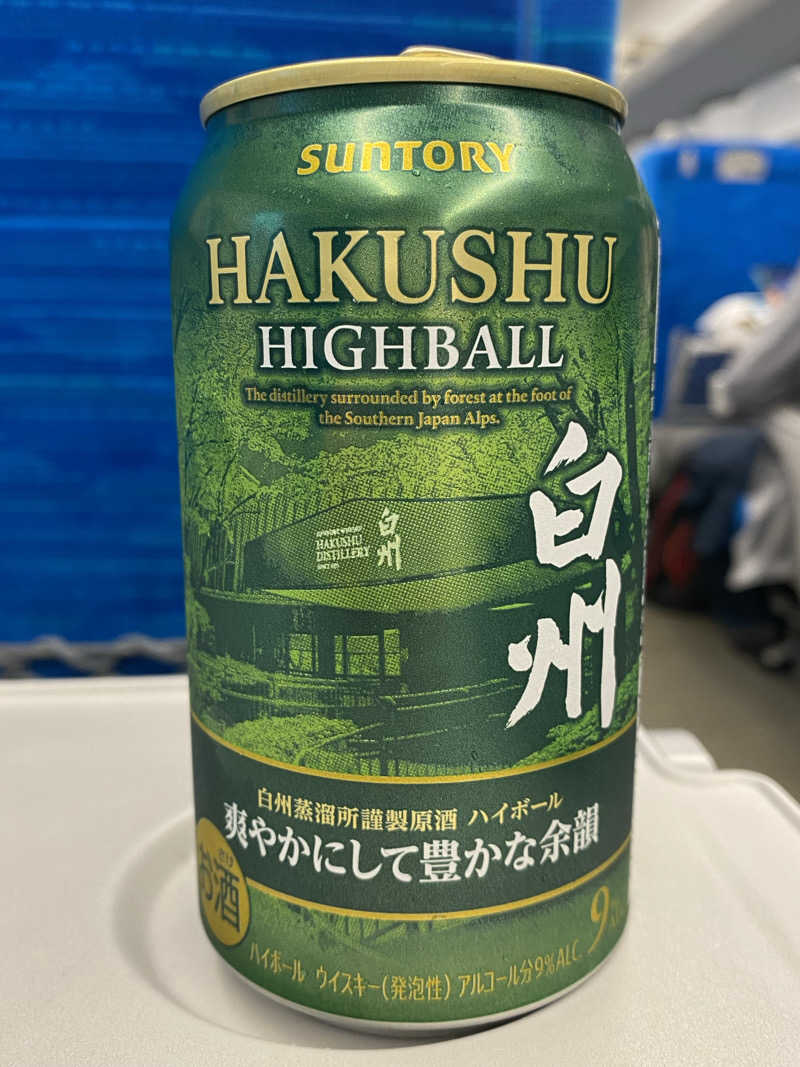 SUNTORY
HAKUSHU
HIGHBALL
The distillery surrounded by forest at the foot of
the Southern Japan Alps.
白州
HAKUSHU
DISTILLERY
白州
白州蒸溜所謹製原酒 ハイボール
爽やかにして豊かな余韻
お酒
ハイボール ウイスキー(発泡性) アルコール分9%ALC.
9